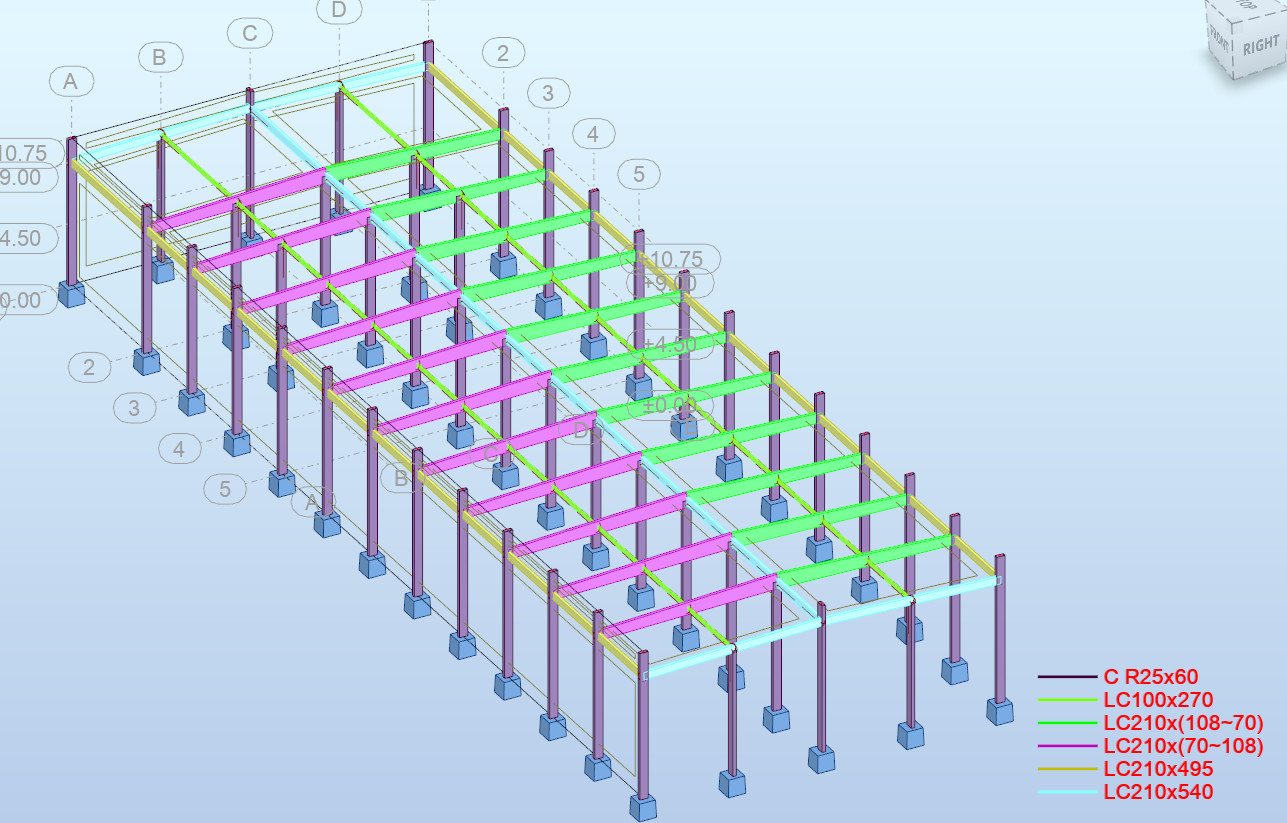 TOP
FRONT
RIGHT
D
C
B
A
2
3
4
5
10.75
9.00
4.50
0.00
+10.75
+9.00
+4.50
±0.00
2
3
4
5
A
B
C
D
E
C R25x60
LC100x270
LC210x(108~70)
LC210x(70~108)
LC210x495
LC210x540